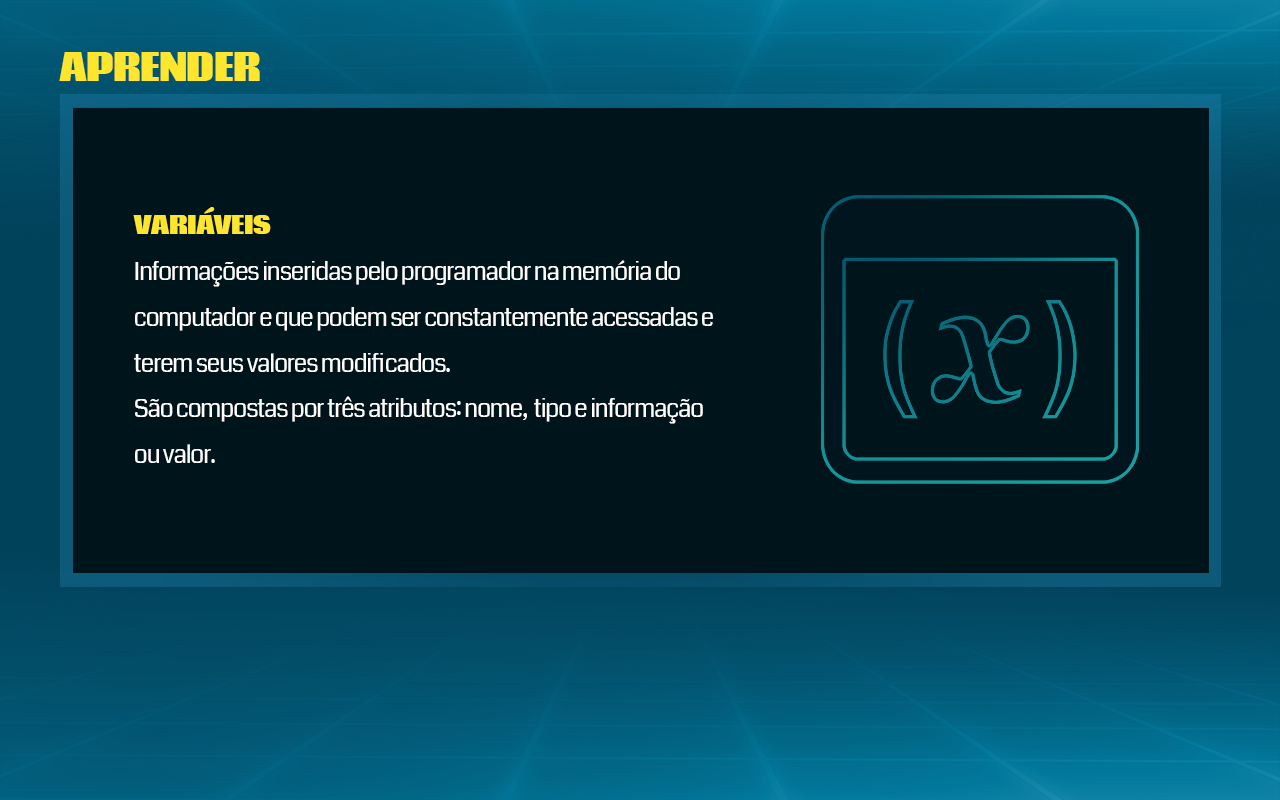 APRENDER
VARIÁVEIS
Informações inseridas pelo programador na memória do
computador e que podem ser constantemente acessadas e
terem seus valores modificados.
São compostas por três atributos: nome, tipo e informação
ou valor.
(x)